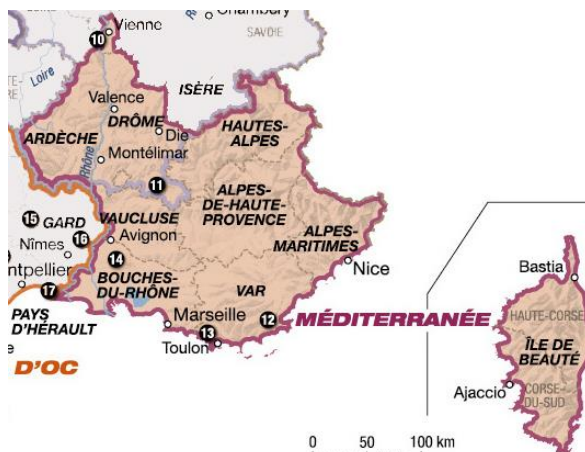 Chambéry
SAVOIE
10
Vienne
Loire
ISÈRE
Valence
DRÔME
Die
HAUTES-
ALPES
ARDÈCHE
Rhône
Montélimar
11
ALPES-
DE-HAUTE-
PROVENCE
15
GARD
16
VAUCLUSE
Avignon
ALPES-
MARITIMES
Nîmes
14
ntpellier
17
BOUCHES-
DU-RHÔNE
VAR
Nice
Bastia
PAYS
D'HÉRAULT
Marseille
12
MÉDITERRANÉE
HAUTE-CORSE
13
Toulon
ÎLE DE
BEAUTÉ
D'OC
Ajaccio
CORSE-
DU-SUD
0 50 100 km